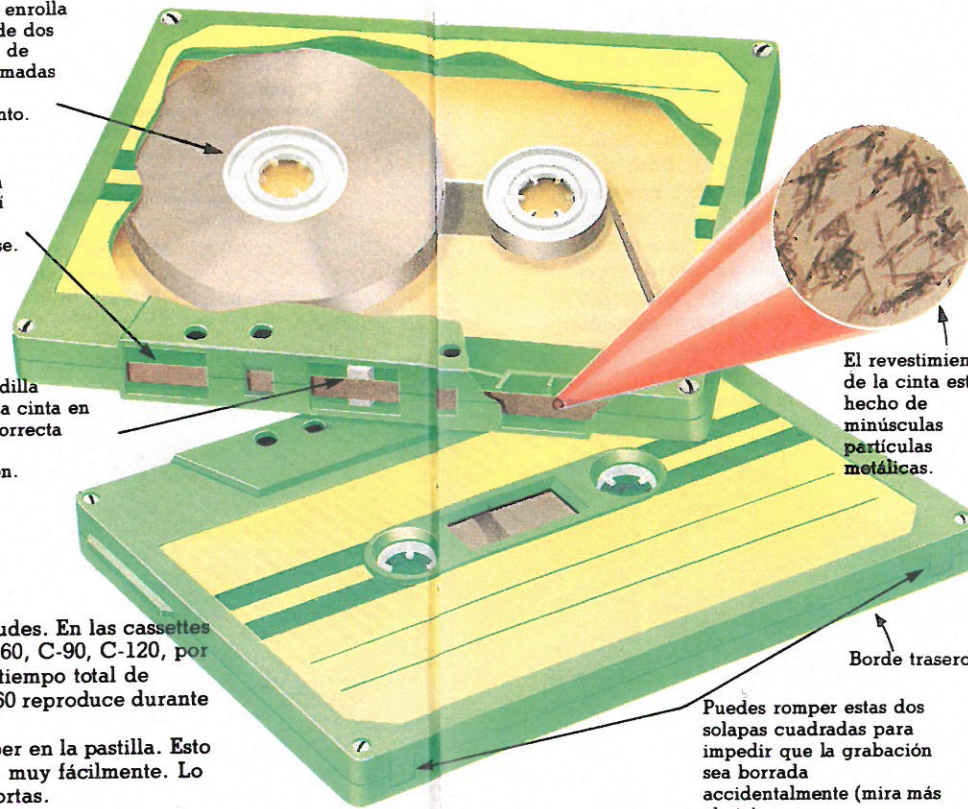 enrolla
de dos
de
madas
nto.
se.
dilla
a cinta en
orrecta
ón.
El revestimien
de la cinta est
hecho de
minúsculas
partículas
metálicas.
udes. En las cassettes
60, C-90, C-120, por
tiempo total de
60 reproduce durante
er en la pastilla. Esto
muy fácilmente. Lo
ortas.
Borde trasero
Puedes romper estas dos
solapas cuadradas para
impedir que la grabación
sea borrada
accidentalmente (mira más